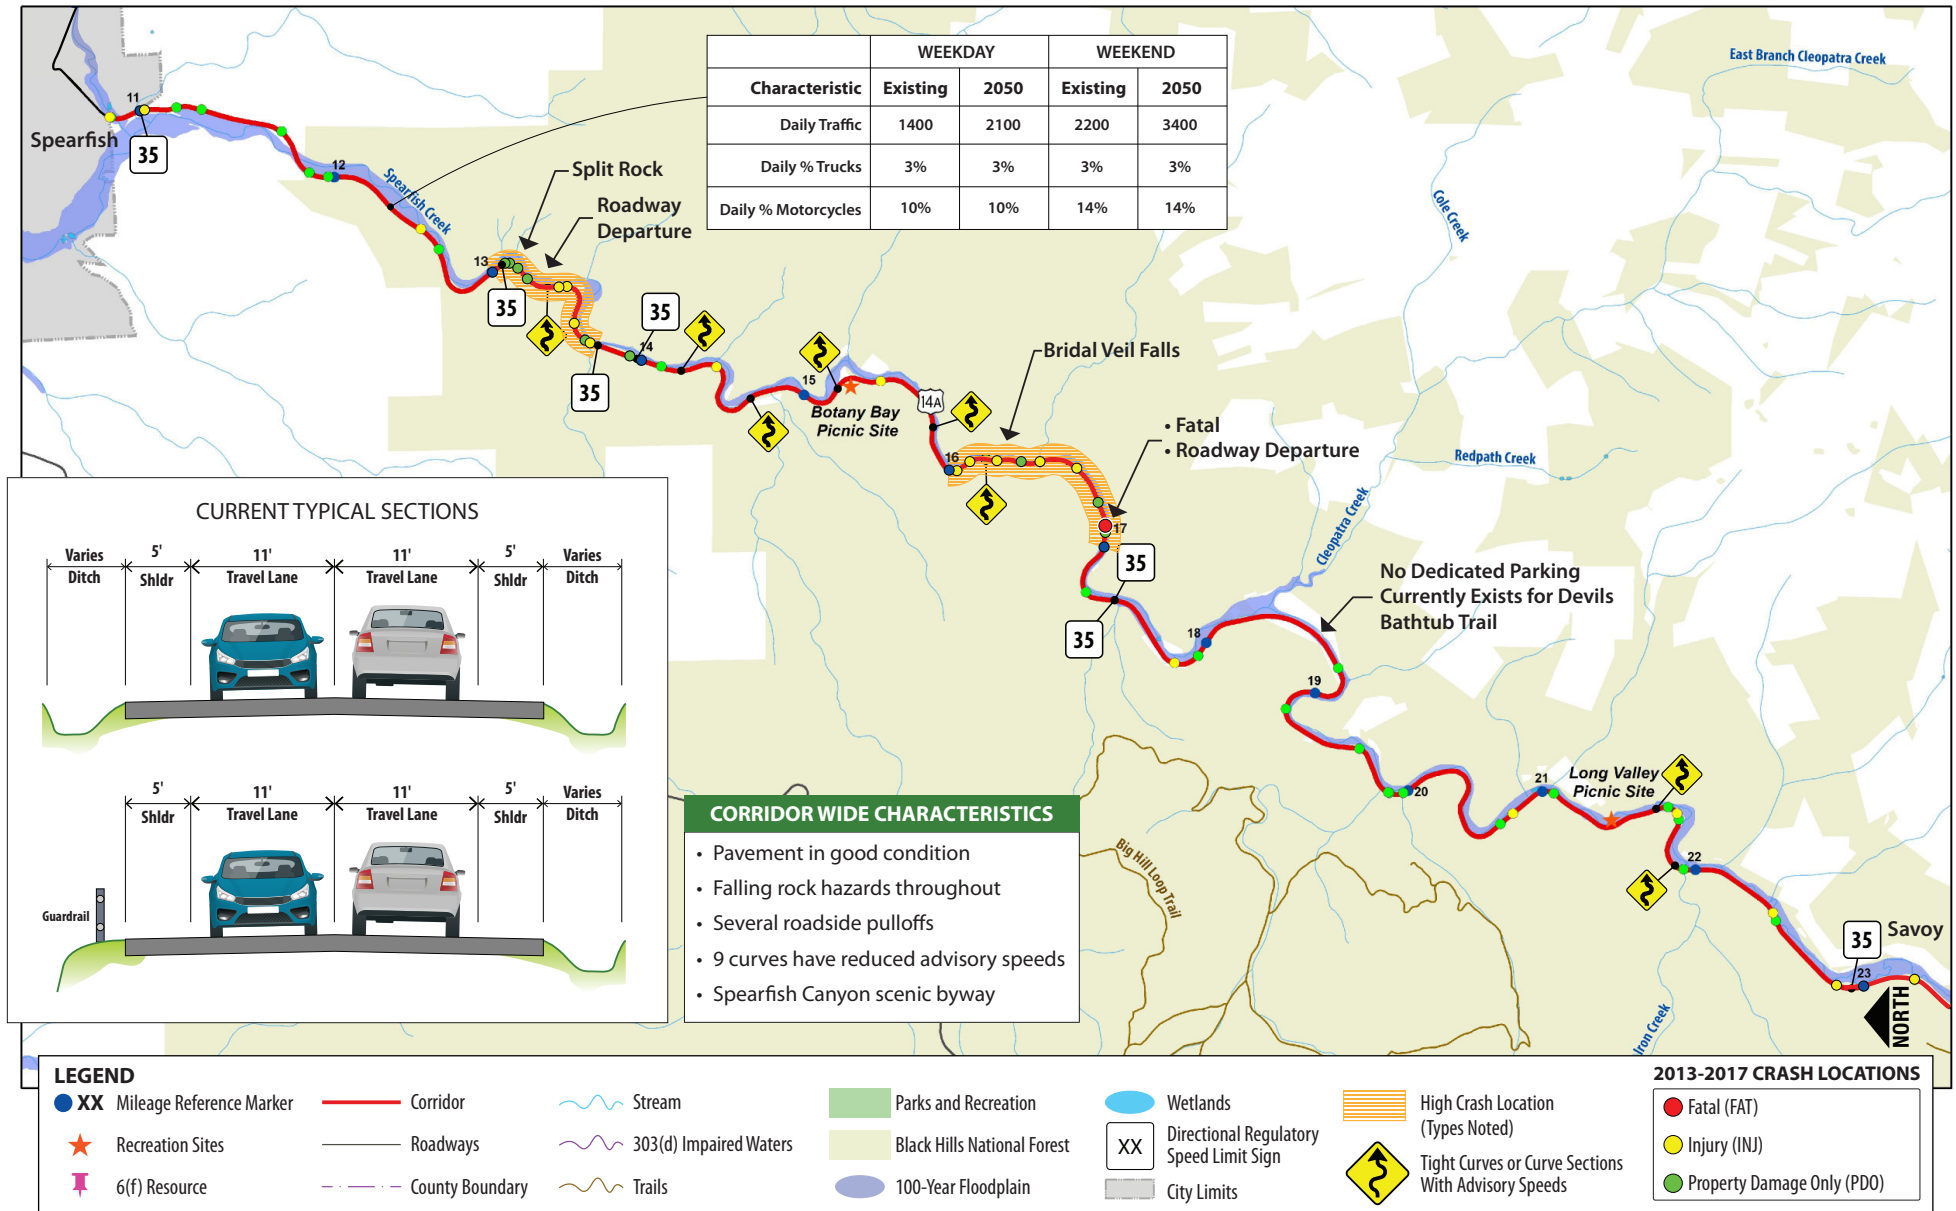 WEEKDAY WEEKEND
Characteristic Existing 2050 Existing 2050
Daily Traffic 1400 2100 2200 3400
Daily % Trucks 3% 3% 3% 3%
Daily % Motorcycles 10% 10% 14% 14%
East Branch Cleopatra Creek
11
Spearfish
35
12
Spearfish Creek
Split Rock
Roadway
Departure
13
35
35
14
35
15
Botany Bay
Picnic Site
14A
Bridal Veil Falls
16
• Fatal
• Roadway Departure
17
35
35
Cole Creek
Redpath Creek
Cleopatra Creek
No Dedicated Parking
Currently Exists for Devils
Bathtub Trail
18
19
20
21
Long Valley
Picnic Site
22
35
Savoy
23
NORTH
Iron Creek
Big Hill Loop Trail
CURRENT TYPICAL SECTIONS
Varies 5' 11' 11' 5' Varies
Ditch Shldr Travel Lane Travel Lane Shldr Ditch
5' 11' 11' 5' Varies
Shldr Travel Lane Travel Lane Shldr Ditch
Guardrail
CORRIDOR WIDE CHARACTERISTICS
• Pavement in good condition
• Falling rock hazards throughout
• Several roadside pulloffs
• 9 curves have reduced advisory speeds
• Spearfish Canyon scenic byway
LEGEND
XX Mileage Reference Marker
Recreation Sites
6(f) Resource
Corridor
Roadways
County Boundary
Stream
303(d) Impaired Waters
Trails
Parks and Recreation
Black Hills National Forest
100-Year Floodplain
Wetlands
XX
Directional Regulatory
Speed Limit Sign
City Limits
High Crash Location
(Types Noted)
Tight Curves or Curve Sections
With Advisory Speeds
2013-2017 CRASH LOCATIONS
Fatal (FAT)
Injury (INJ)
Property Damage Only (PDO)